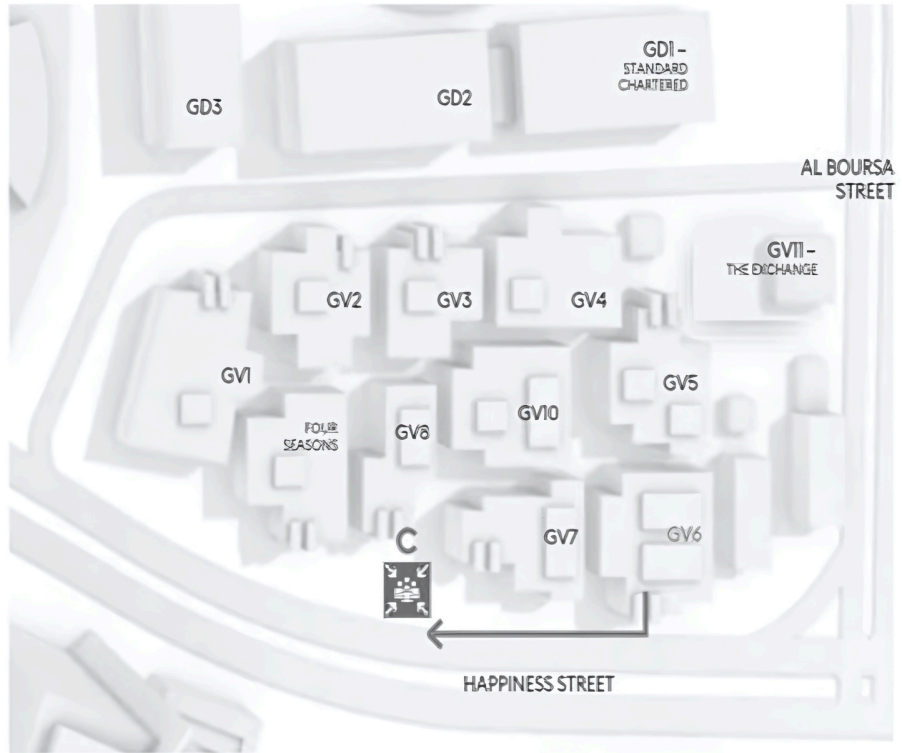 GD1 –
STANDARD
CHARTERED
GD2
GD3
AL BOURSA
STREET
GV11 –
THE EXCHANGE
GV2
GV3
GV4
GV1
GV5
GV10
FOUR
SEASONS
GV8
GV7
GV6
C
HAPPINESS STREET